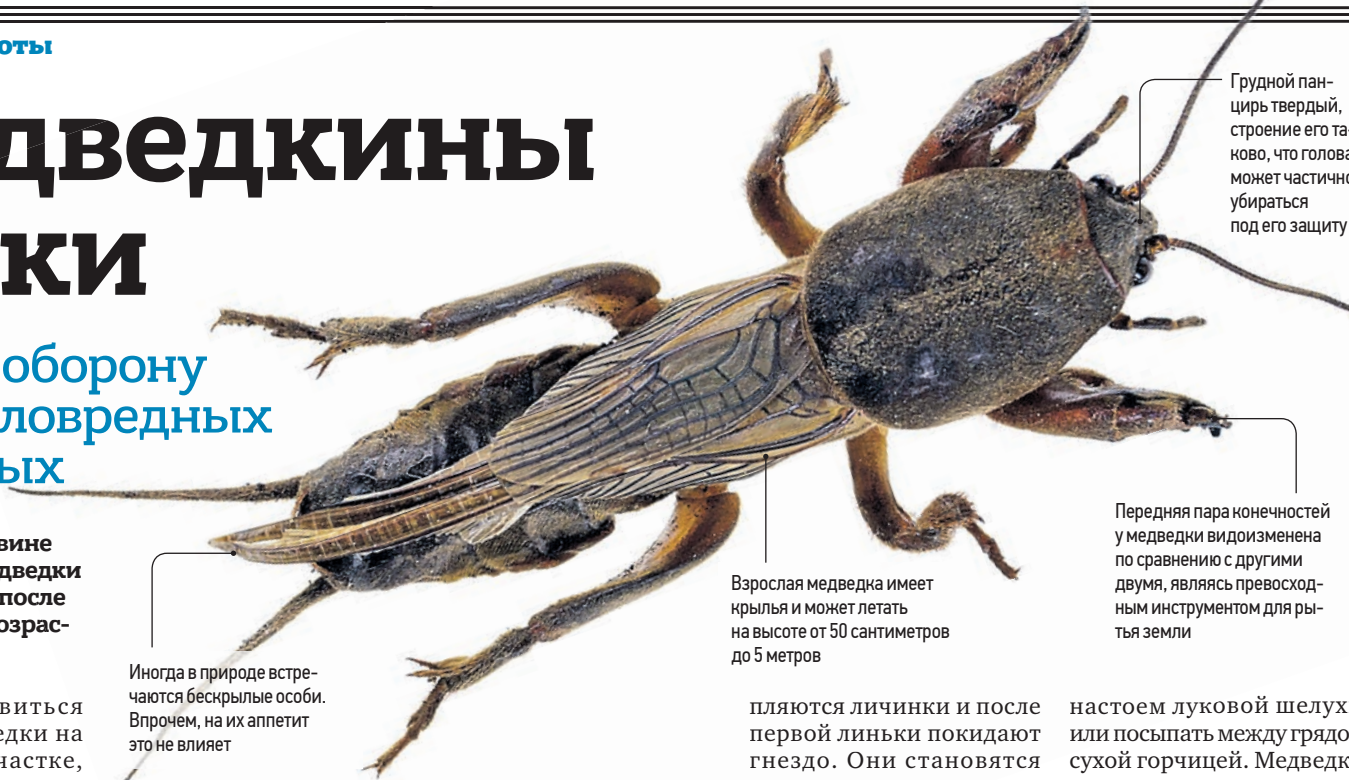 оты
дведкины
ки
оборону
ловредных
ых
вине
дведки
после
озрас-
виться
едки на
частке,
Иногда в природе встре-
чаются бескрылые особи.
Впрочем, на их аппетит
это не влияет
Взрослая медведка имеет
крылья и может летать
на высоте от 50 сантиметров
до 5 метров
Грудной пан-
цирь твердый,
строение его та-
ково, что голова
может частично
убираться
под его защиту
Передняя пара конечностей
у медведки видоизменена
по сравнению с другими
двумя, являясь превосход-
ным инструментом для ры-
тья земли
пляются личинки и после
первой линьки покидают
гнездо. Они становятся
настоем луковой шелух
или посыпать между грядо
сухой горчицей. Медведк